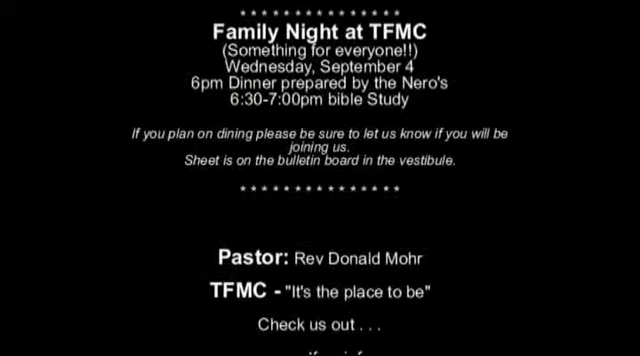 * * * * * * * * * * * * * * *
Family Night at TFMC
(Something for everyone!!)
Wednesday, September 4
6pm Dinner prepared by the Nero's
6:30-7:00pm bible Study
If you plan on dining please be sure to let us know if you will be
joining us.
Sheet is on the bulletin board in the vestibule.
* * * * * * * * * * * * * * *
Pastor: Rev Donald Mohr
TFMC - "It's the place to be"
Check us out . . .